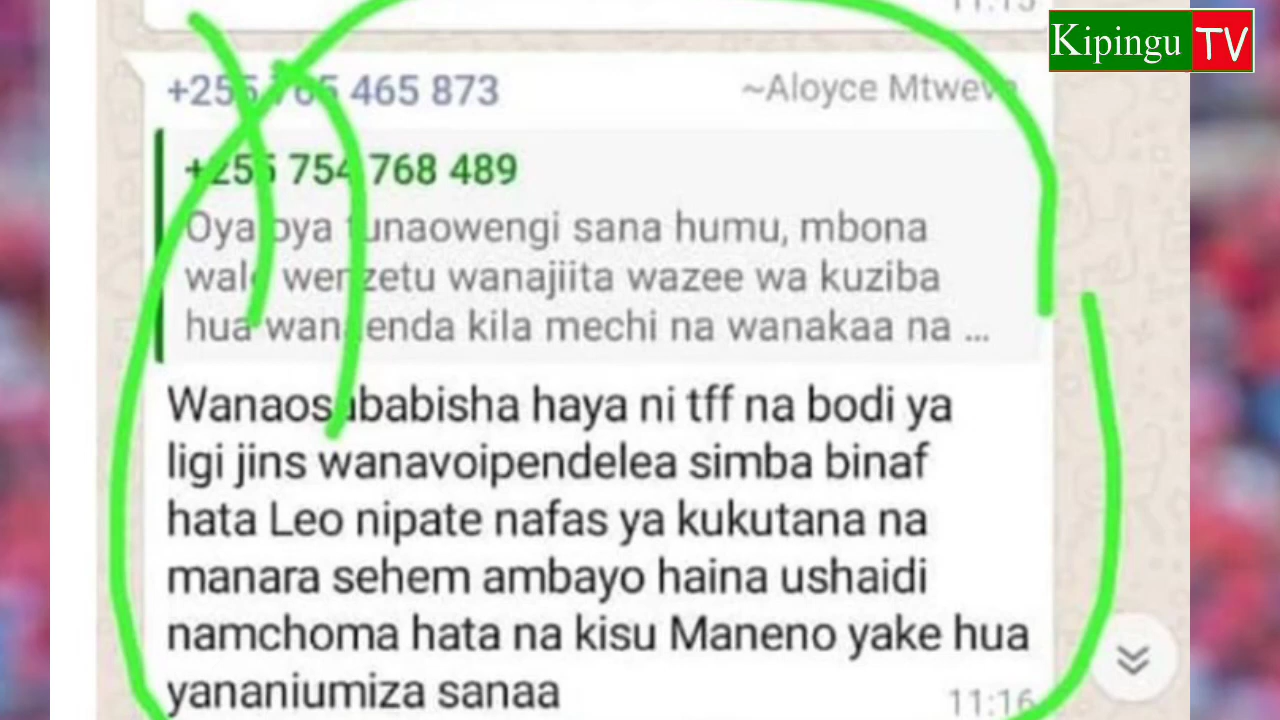 11:15
Kipingu TV
+255 765 465 873 ~Aloyce Mtweve
+255 754 768 489
Oya oya tunaowengi sana humu, mbona
wale wenzetu wanajiita wazee wa kuziba
hua wanaenda kila mechi na wanakaa na ...
Wanaosababisha haya ni tff na bodi ya
ligi jins wanavoipendelea simba binaf
hata Leo nipate nafas ya kukutana na
manara sehem ambayo haina ushaidi
namchoma hata na kisu Maneno yake hua
yananiumiza sanaa
11:16